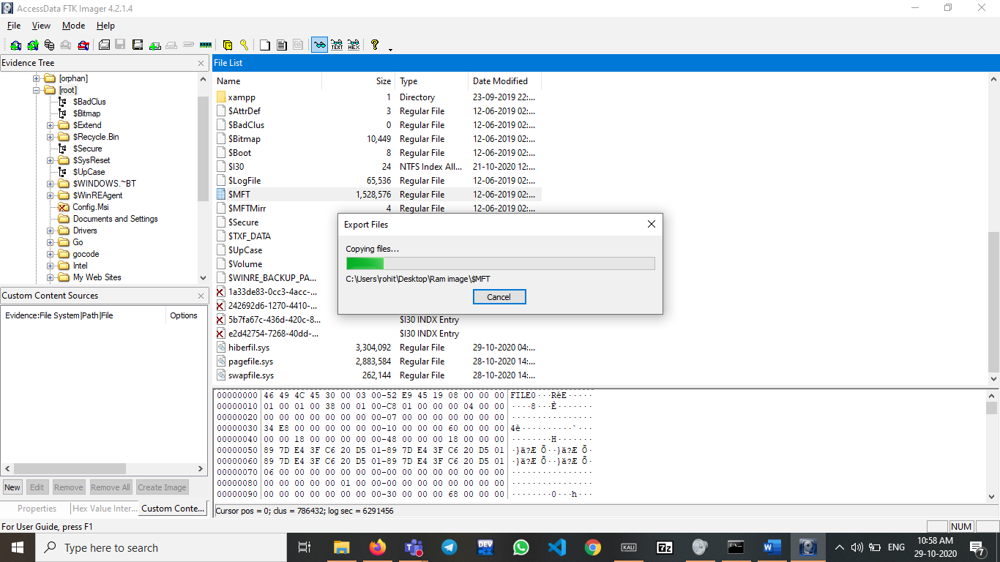 AccessData FTK Imager 4.2.1.4
File View Mode Help
Evidence Tree
[orphan]
[root]
$BadClus
$Bitmap
$Extend
$Recycle.Bin
$Secure
$SysReset
$UpCase
$WINDOWS.~BT
$WinREAgent
Config.Msi
Documents and Settings
Drivers
Go
gocode
Intel
My Web Sites
Custom Content Sources
Evidence:File System|Path|File Options
New Edit Remove Remove All Create Image
Properties Hex Value Inter... Custom Conte...
File List
Name Size Type Date Modified
xampp 1 Directory 23-09-2019 22:...
$AttrDef 3 Regular File 12-06-2019 02:...
$BadClus 0 Regular File 12-06-2019 02:...
$Bitmap 10,449 Regular File 12-06-2019 02:...
$Boot 8 Regular File 12-06-2019 02:...
$I30 24 NTFS Index All... 21-10-2020 12:...
$LogFile 65,536 Regular File 12-06-2019 02:...
$MFT 1,528,576 Regular File 12-06-2019 02:...
$MFTMirr 4 Regular File 12-06-2019 02:...
$Secure
$TXF_DATA
$UpCase
$Volume
$WINRE_BACKUP_PA...
1a33de83-0cc3-4acc-...
242692d6-1270-4410-...
5b7fa67c-436d-420c-8... $I30 INDX Entry
e2d42754-7268-40dd-... $I30 INDX Entry
hiberfil.sys 3,304,092 Regular File 29-10-2020 04:...
pagefile.sys 2,883,584 Regular File 28-10-2020 14:...
swapfile.sys 262,144 Regular File 28-10-2020 14:...
Export Files
Copying files...
C:\Users\rohit\Desktop\Ram image\$MFT
Cancel
00000000 46 49 4C 45 30 00 03 00-52 E9 45 19 08 00 00 00 FILE0···RéE·····
00000010 01 00 01 00 38 00 01 00-C8 01 00 00 00 04 00 00 ····8···È·······
00000020 00 00 00 00 00 00 00 00-07 00 00 00 00 00 00 00 ················
00000030 34 E8 00 00 00 00 00 00-10 00 00 00 60 00 00 00 4è··········`···
00000040 00 00 18 00 00 00 00 00-48 00 00 00 18 00 00 00 ········H·······
00000050 89 7D E4 3F C6 20 D5 01-89 7D E4 3F C6 20 D5 01 ·}ä?Æ Õ··}ä?Æ Õ·
00000060 89 7D E4 3F C6 20 D5 01-89 7D E4 3F C6 20 D5 01 ·}ä?Æ Õ··}ä?Æ Õ·
00000070 06 00 00 00 00 00 00 00-00 00 00 00 00 00 00 00 ················
00000080 00 00 00 00 00 01 00 00-00 00 00 00 00 00 00 00 ················
00000090 00 00 00 00 00 00 00 00-30 00 00 00 68 00 00 00 ········0···h···
Cursor pos = 0; clus = 786432; log sec = 6291456
For User Guide, press F1
NUM
Type here to search
DEV
KALI
7z
ENG
10:58 AM
29-10-2020
7